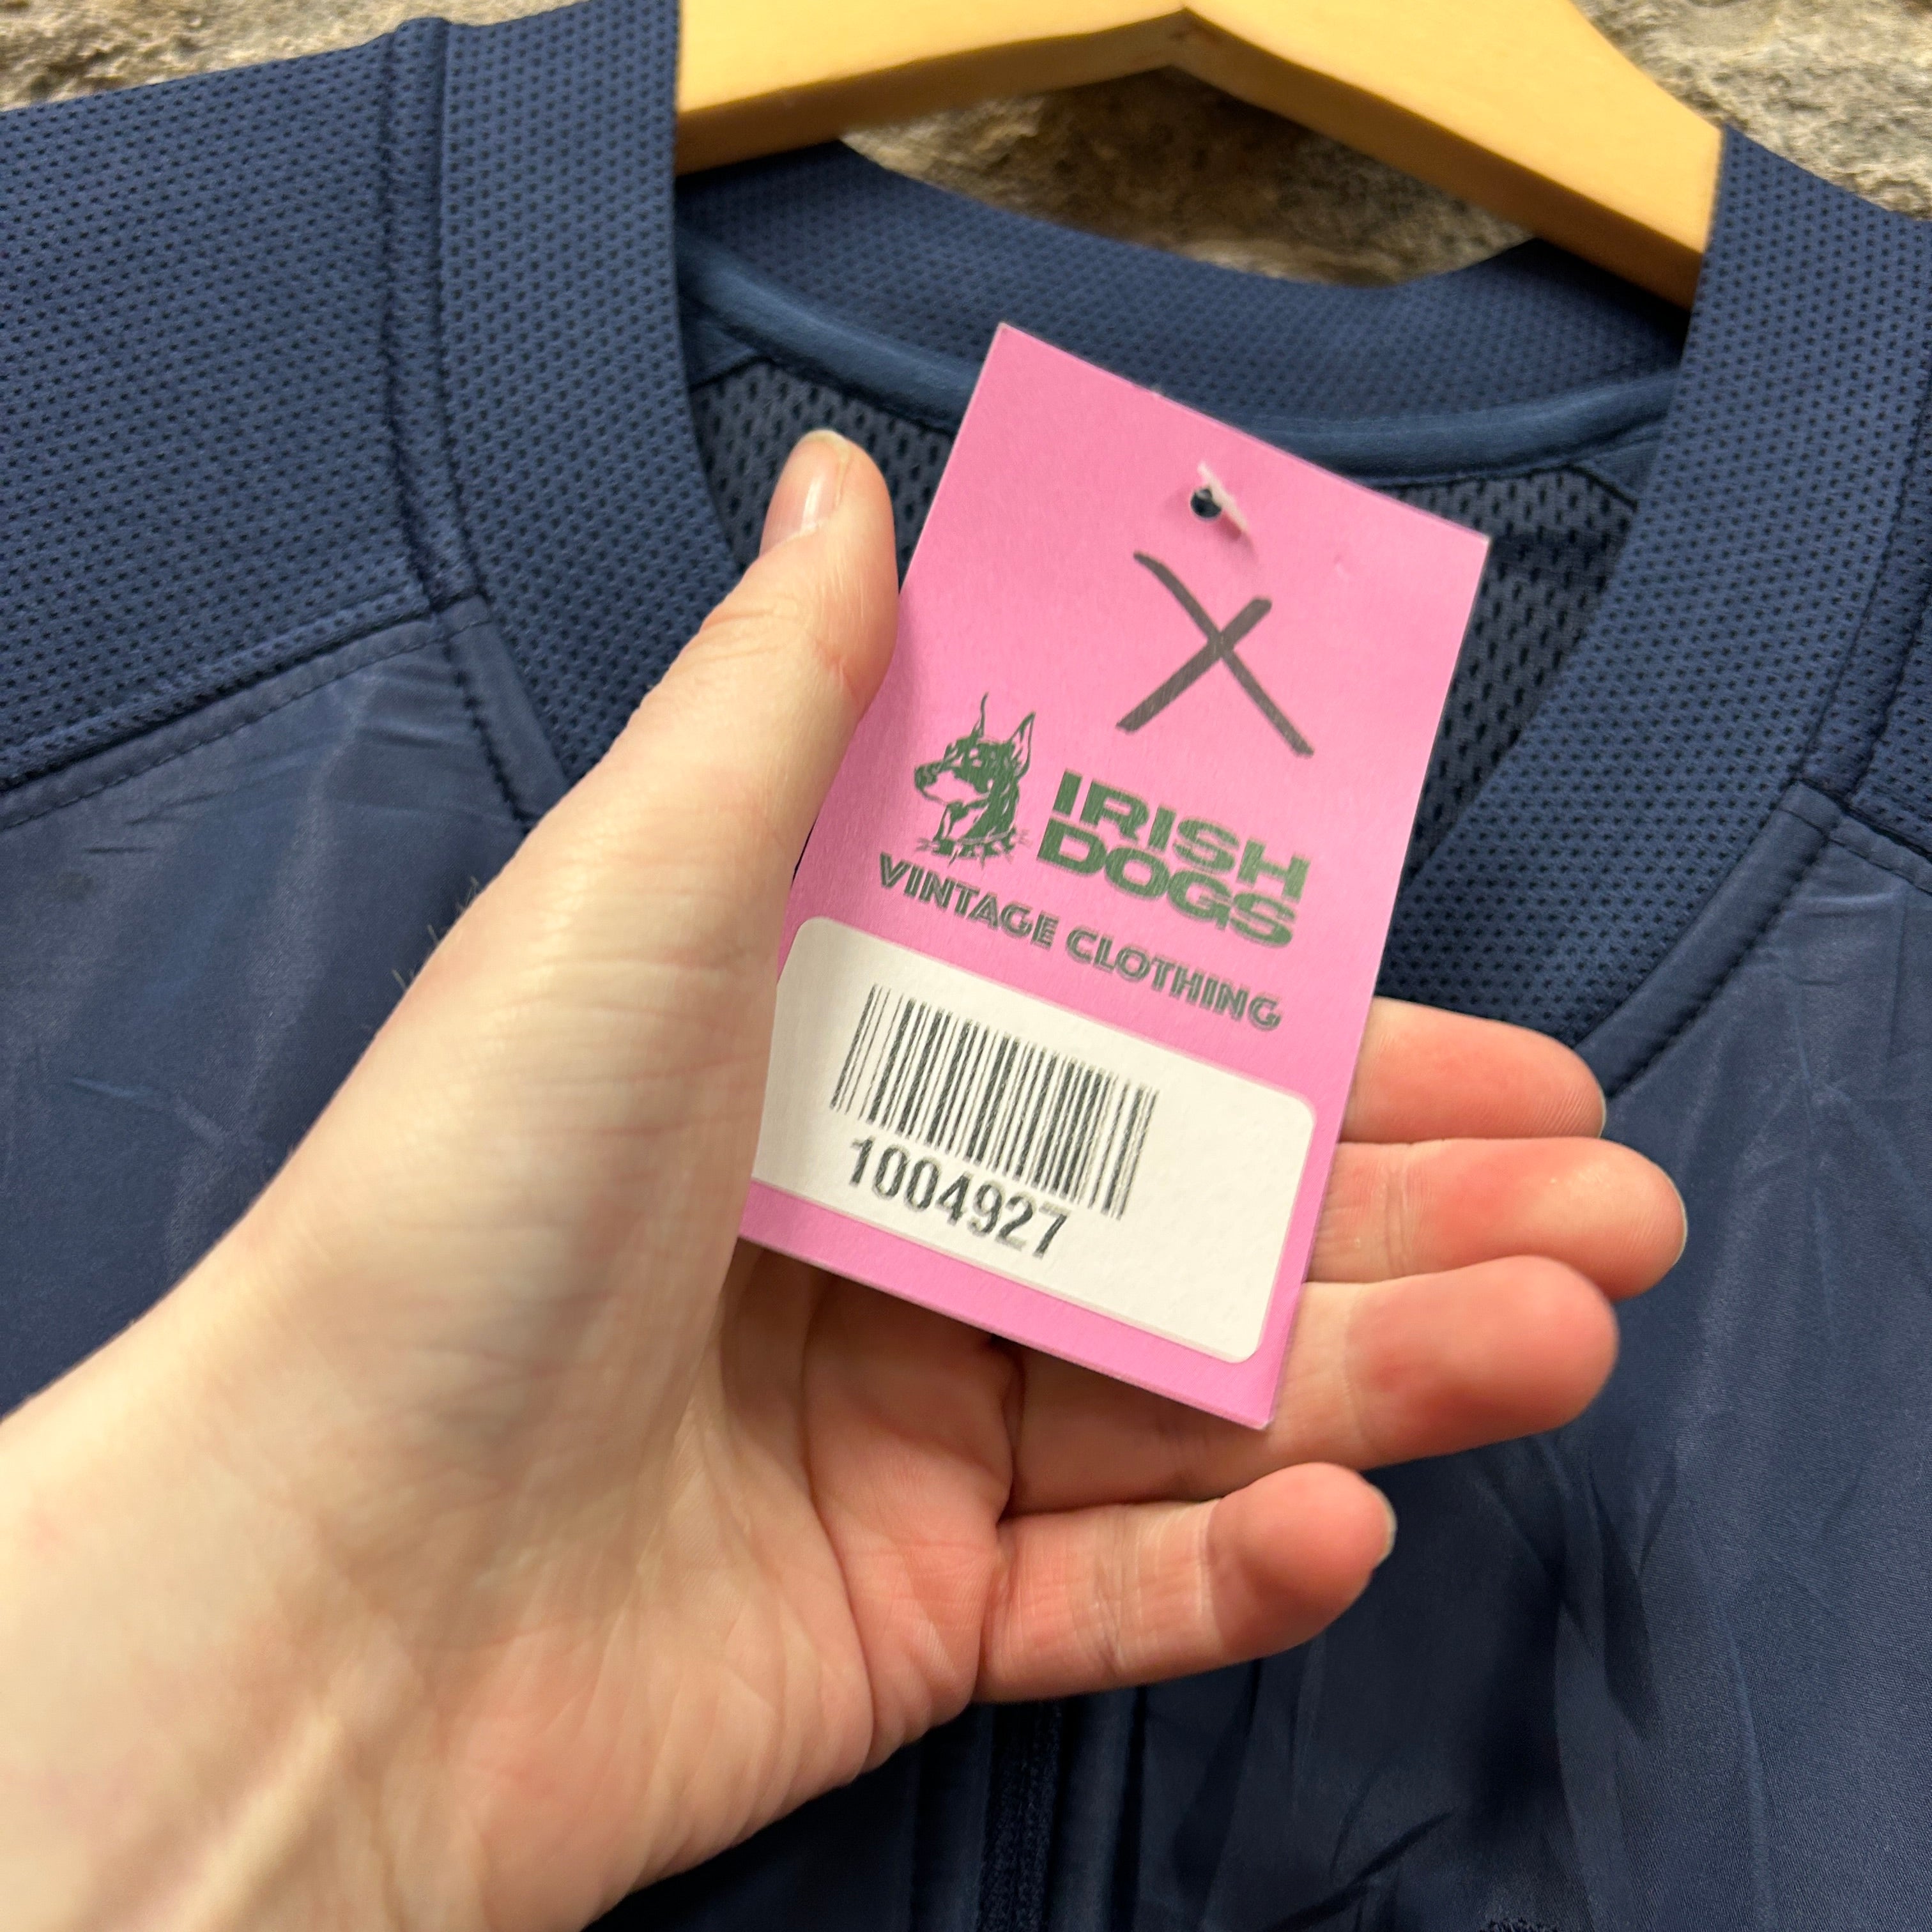 X
IRISH
DOGS
VINTAGE CLOTHING
1004927